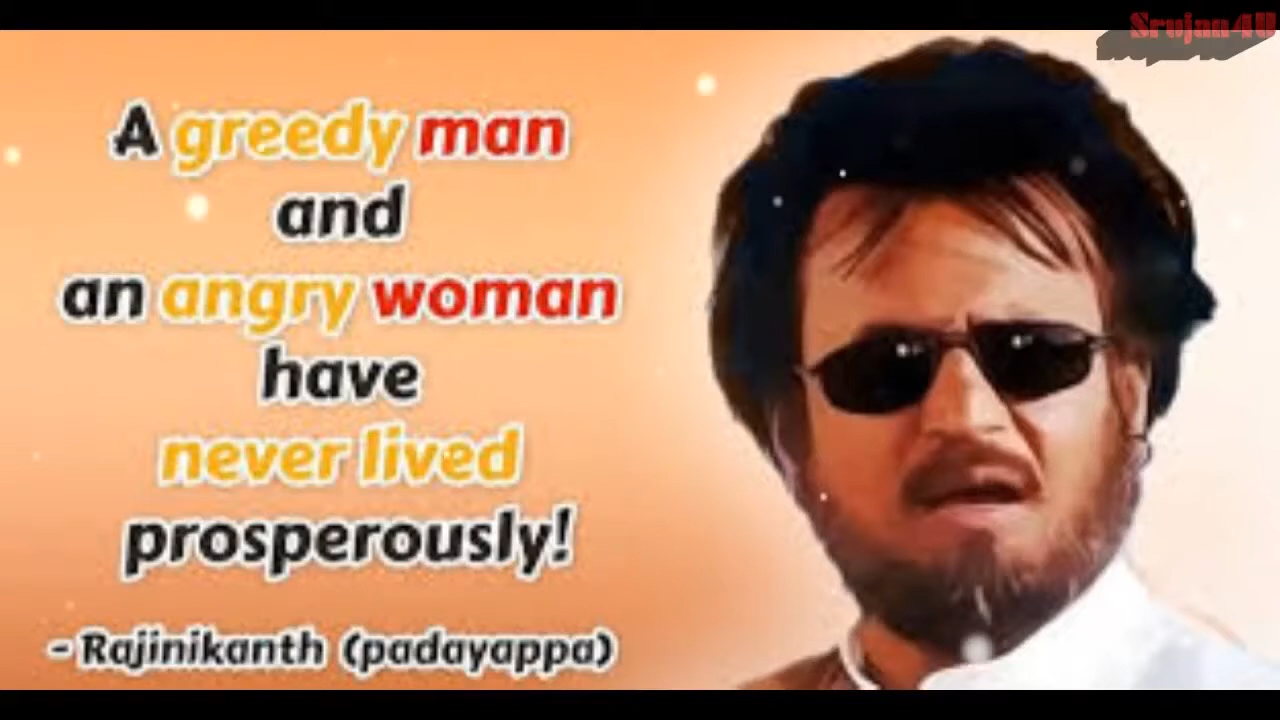 Srujan4U
A greedy man
and
an angry woman
have
never lived
prosperously!
- Rajinikanth (padayappa)